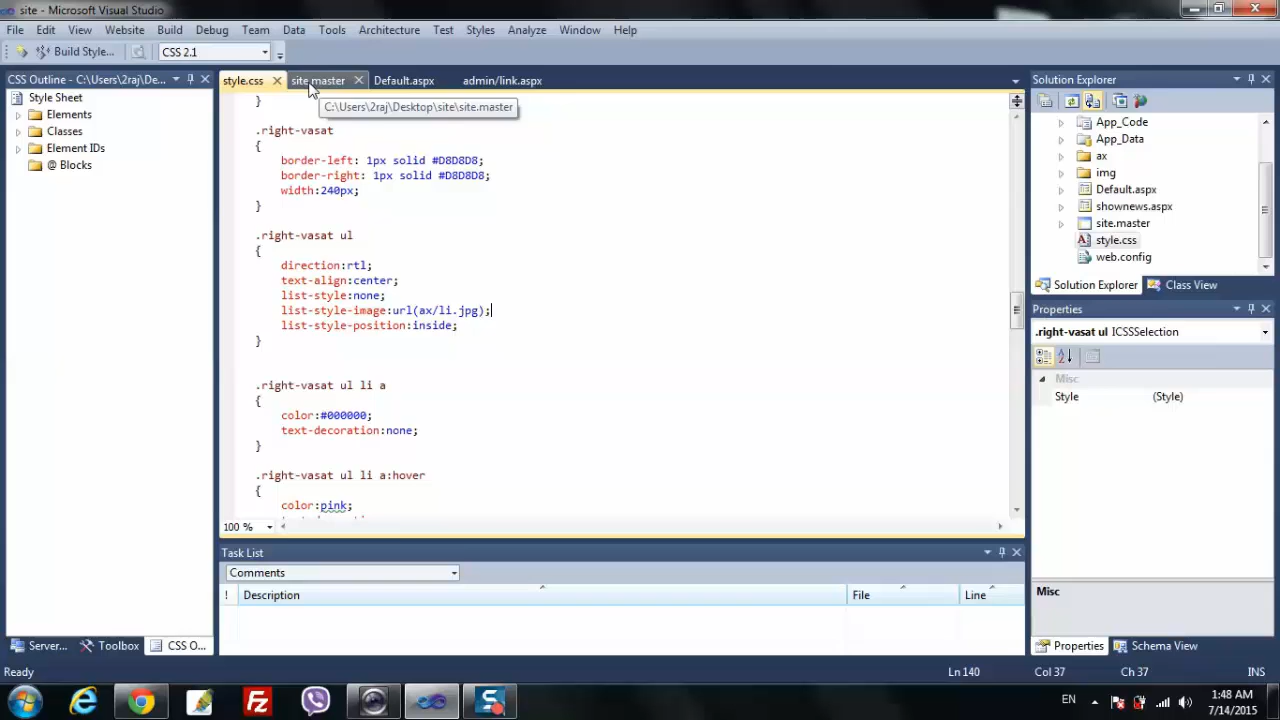 site - Microsoft Visual Studio
File Edit View Website Build Debug Team Data Tools Architecture Test Styles Analyze Window Help
Build Style... CSS 2.1
CSS Outline - C:\Users\2raj\De...
Style Sheet
Elements
Classes
Element IDs
@ Blocks
style.css site.master Default.aspx admin/link.aspx
C:\Users\2raj\Desktop\site\site.master
}
.right-vasat
{
border-left: 1px solid #D8D8D8;
border-right: 1px solid #D8D8D8;
width:240px;
}
.right-vasat ul
{
direction:rtl;
text-align:center;
list-style:none;
list-style-image:url(ax/li.jpg);
list-style-position:inside;
}
.right-vasat ul li a
{
color:#000000;
text-decoration:none;
}
.right-vasat ul li a:hover
{
color:pink;
100 %
Task List
Comments
! Description File Line
Solution Explorer
App_Code
App_Data
ax
img
Default.aspx
shownews.aspx
site.master
style.css
web.config
Solution Explorer Class View
Properties
.right-vasat ul ICSSSelection
Misc
Style (Style)
Misc
Properties Schema View
Server... Toolbox CSS O...
Ready Ln 140 Col 37 Ch 37 INS
EN 1:48 AM
7/14/2015